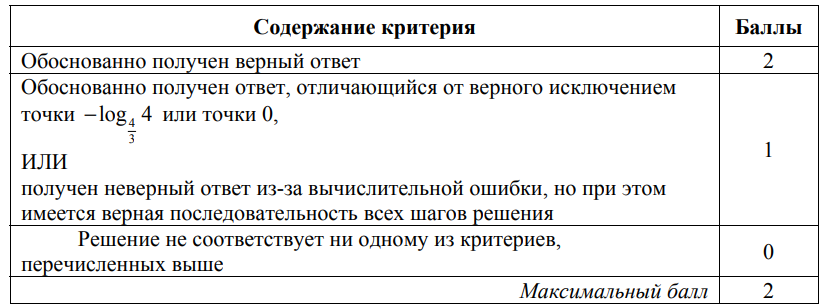 Содержание критерия Баллы
Обоснованно получен верный ответ 2
Обоснованно получен ответ, отличающийся от верного исключением
точки −log_{4/3} 4 или точки 0,
ИЛИ
получен неверный ответ из-за вычислительной ошибки, но при этом
имеется верная последовательность всех шагов решения
1
Решение не соответствует ни одному из критериев,
перечисленных выше
0
Максимальный балл 2